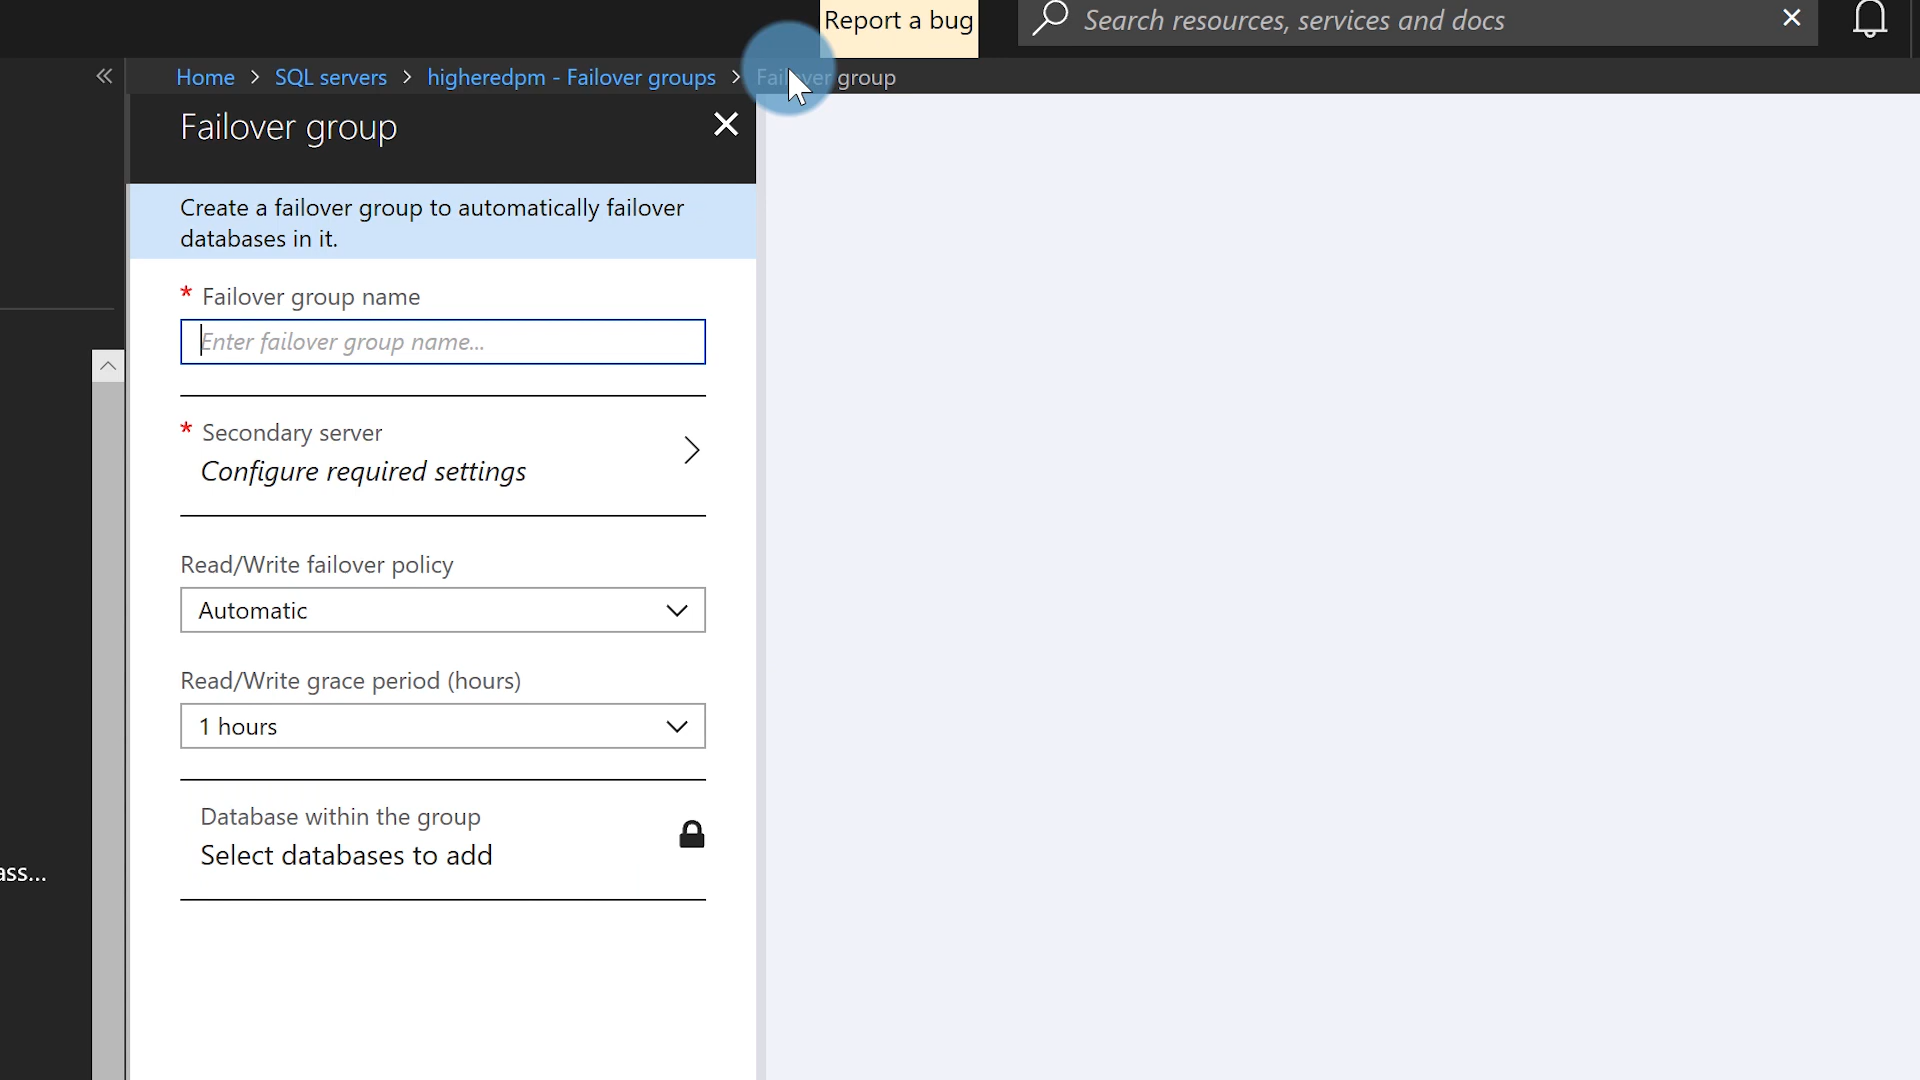 Report a bug
Search resources, services and docs
Home > SQL servers > higheredpm - Failover groups > Failover group
Failover group
Create a failover group to automatically failover
databases in it.
* Failover group name
Enter failover group name...
* Secondary server
Configure required settings
Read/Write failover policy
Automatic
Read/Write grace period (hours)
1 hours
Database within the group
Select databases to add
ass...